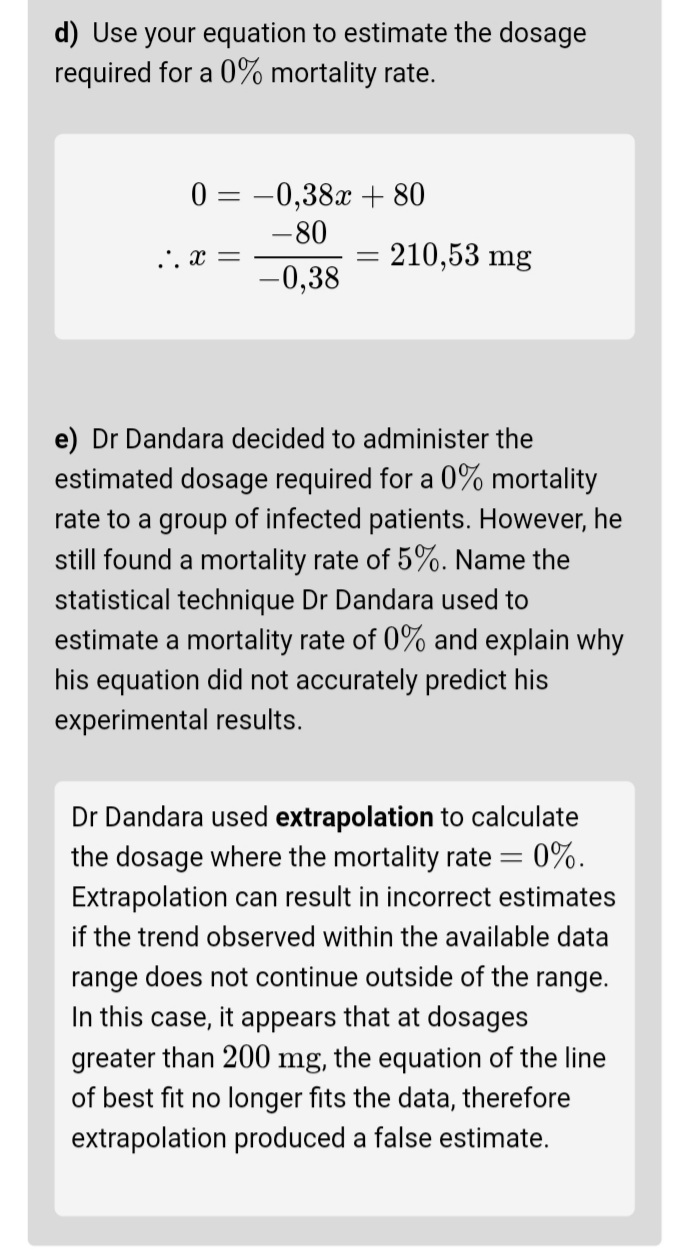 d) Use your equation to estimate the dosage
required for a 0% mortality rate.
0 = −0,38x + 80
∴ x = −80/−0,38 = 210,53 mg
e) Dr Dandara decided to administer the
estimated dosage required for a 0% mortality
rate to a group of infected patients. However, he
still found a mortality rate of 5%. Name the
statistical technique Dr Dandara used to
estimate a mortality rate of 0% and explain why
his equation did not accurately predict his
experimental results.
Dr Dandara used extrapolation to calculate
the dosage where the mortality rate = 0%.
Extrapolation can result in incorrect estimates
if the trend observed within the available data
range does not continue outside of the range.
In this case, it appears that at dosages
greater than 200 mg, the equation of the line
of best fit no longer fits the data, therefore
extrapolation produced a false estimate.